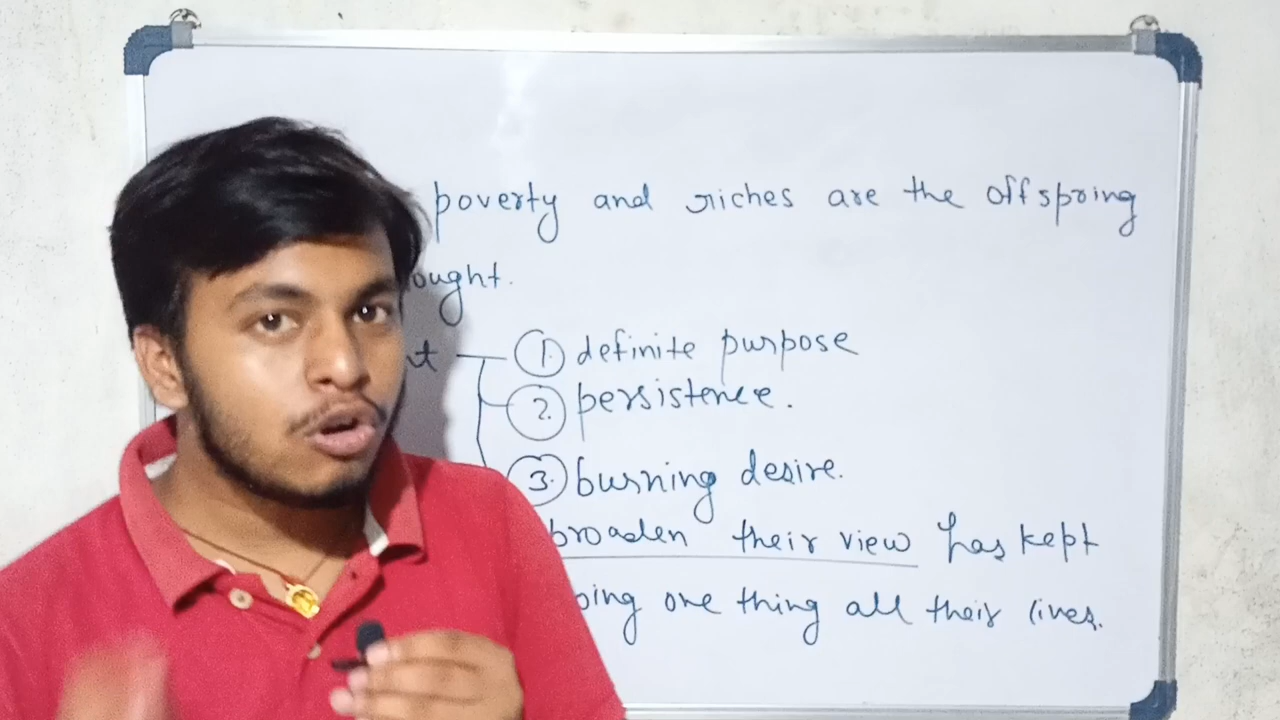 poverty and riches are the offspring
ought.
t ① definite purpose
② persistence.
③ burning desire.
broaden their view has kept
oing one thing all their lives.